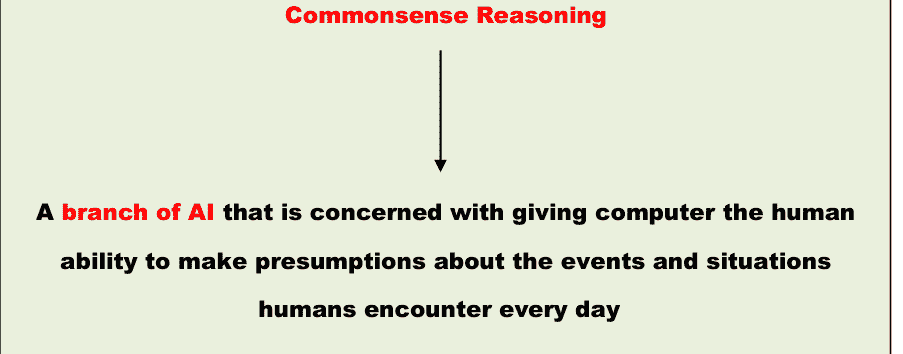 Commonsense Reasoning
A branch of AI that is concerned with giving computer the human
ability to make presumptions about the events and situations
humans encounter every day